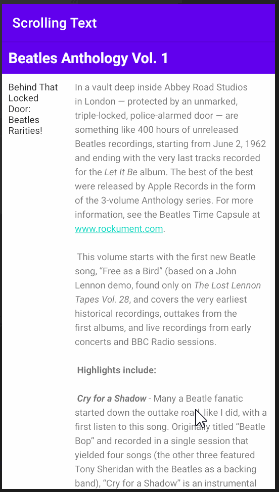 Scrolling Text
Beatles Anthology Vol. 1
Behind That
Locked
Door:
Beatles
Rarities!
In a vault deep inside Abbey Road Studios
in London — protected by an unmarked,
triple-locked, police-alarmed door — are
something like 400 hours of unreleased
Beatles recordings, starting from June 2, 1962
and ending with the very last tracks recorded
for the Let It Be album. The best of the best
were released by Apple Records in the form
of the 3-volume Anthology series. For more
information, see the Beatles Time Capsule at
www.rockument.com.
This volume starts with the first new Beatle
song, “Free as a Bird” (based on a John
Lennon demo, found only on The Lost Lennon
Tapes Vol. 28, and covers the very earliest
historical recordings, outtakes from the
first albums, and live recordings from early
concerts and BBC Radio sessions.
Highlights include:
Cry for a Shadow - Many a Beatle fanatic
started down the outtake road like I did, with a
first listen to this song. Originally titled “Beatle
Bop” and recorded in a single session that
yielded four songs (the other three featured
Tony Sheridan with the Beatles as a backing
band), “Cry for a Shadow” is an instrumental